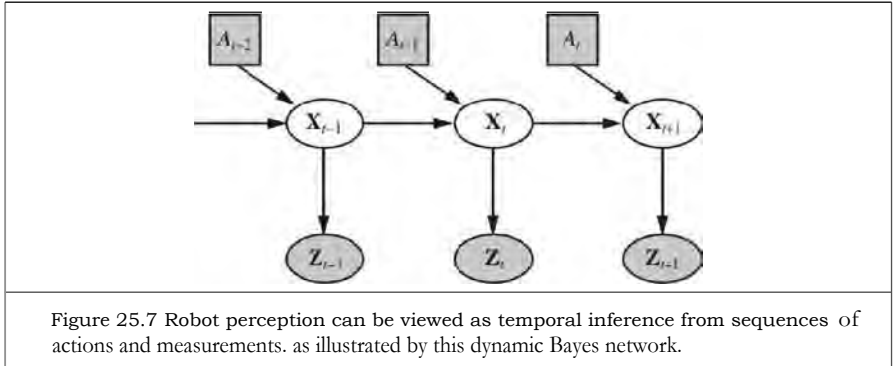 A_{t-2} A_{t-1} A_t
X_{t-1} X_t X_{t+1}
Z_{t-1} Z_t Z_{t-1}
Figure 25.7 Robot perception can be viewed as temporal inference from sequences of
actions and measurements. as illustrated by this dynamic Bayes network.